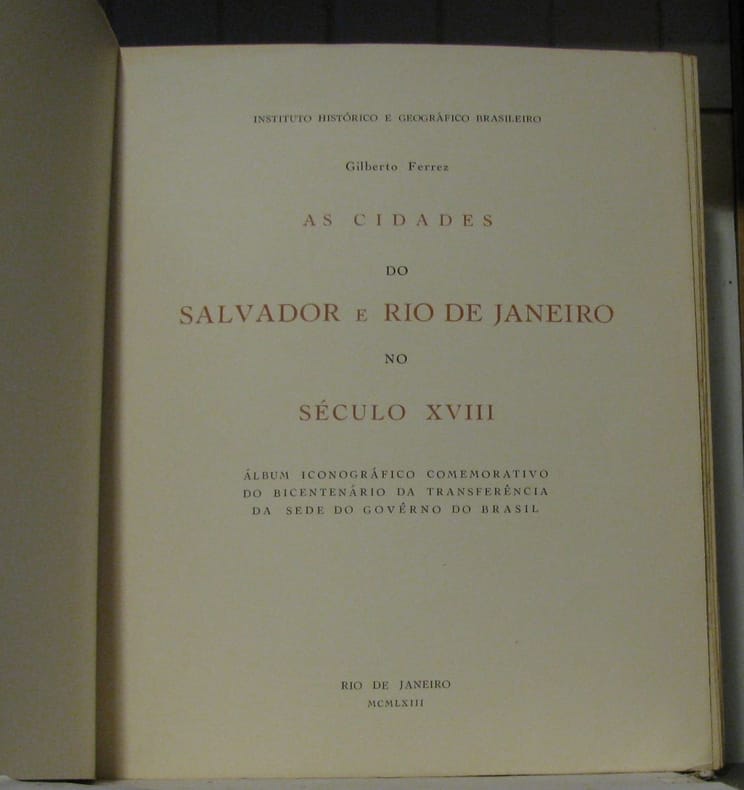 INSTITUTO HISTÓRICO E GEOGRÁFICO BRASILEIRO
Gilberto Ferrez
AS CIDADES
DO
SALVADOR E RIO DE JANEIRO
NO
SÉCULO XVIII
ÁLBUM ICONOGRÁFICO COMEMORATIVO
DO BICENTENÁRIO DA TRANSFERÊNCIA
DA SEDE DO GOVÊRNO DO BRASIL
RIO DE JANEIRO
MCMLXIII